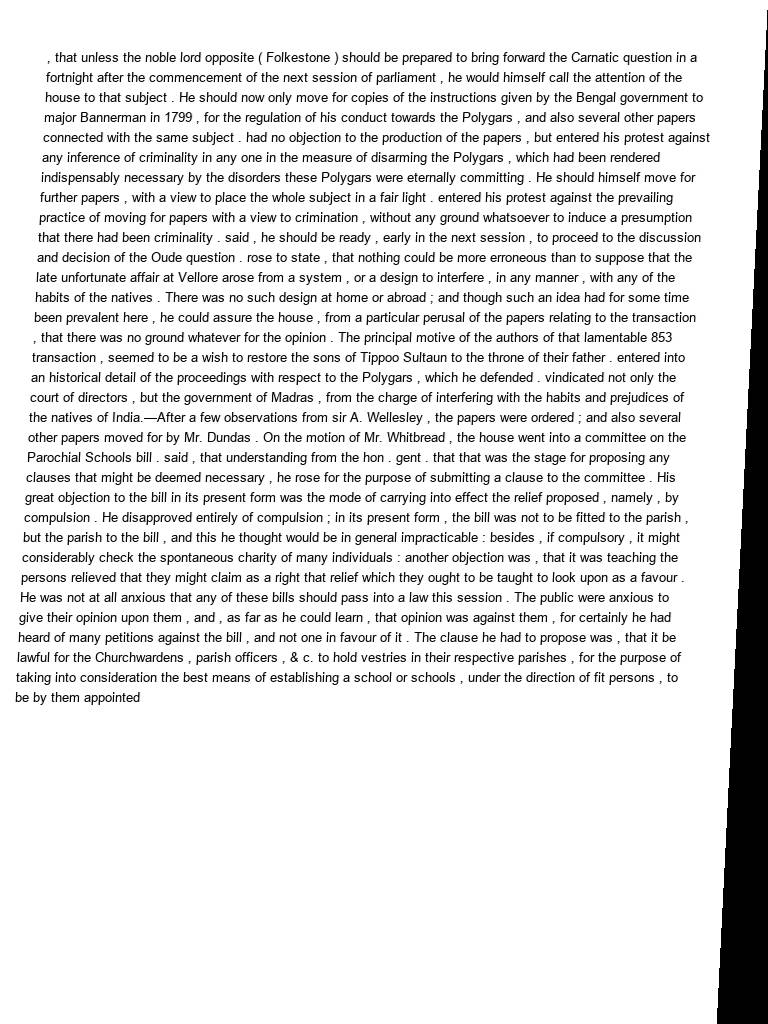 , that unless the noble lord opposite ( Folkestone ) should be prepared to bring forward the Carnatic question in a
fortnight after the commencement of the next session of parliament , he would himself call the attention of the
house to that subject . He should now only move for copies of the instructions given by the Bengal government to
major Bannerman in 1799 , for the regulation of his conduct towards the Polygars , and also several other papers
connected with the same subject . had no objection to the production of the papers , but entered his protest against
any inference of criminality in any one in the measure of disarming the Polygars , which had been rendered
indispensably necessary by the disorders these Polygars were eternally committing . He should himself move for
further papers , with a view to place the whole subject in a fair light . entered his protest against the prevailing
practice of moving for papers with a view to crimination , without any ground whatsoever to induce a presumption
that there had been criminality . said , he should be ready , early in the next session , to proceed to the discussion
and decision of the Oude question . rose to state , that nothing could be more erroneous than to suppose that the
late unfortunate affair at Vellore arose from a system , or a design to interfere , in any manner , with any of the
habits of the natives . There was no such design at home or abroad ; and though such an idea had for some time
been prevalent here , he could assure the house , from a particular perusal of the papers relating to the transaction
, that there was no ground whatever for the opinion . The principal motive of the authors of that lamentable 853
transaction , seemed to be a wish to restore the sons of Tippoo Sultaun to the throne of their father . entered into
an historical detail of the proceedings with respect to the Polygars , which he defended . vindicated not only the
court of directors , but the government of Madras , from the charge of interfering with the habits and prejudices of
the natives of India.—After a few observations from sir A. Wellesley , the papers were ordered ; and also several
other papers moved for by Mr. Dundas . On the motion of Mr. Whitbread , the house went into a committee on the
Parochial Schools bill . said , that understanding from the hon . gent . that that was the stage for proposing any
clauses that might be deemed necessary , he rose for the purpose of submitting a clause to the committee . His
great objection to the bill in its present form was the mode of carrying into effect the relief proposed , namely , by
compulsion . He disapproved entirely of compulsion ; in its present form , the bill was not to be fitted to the parish ,
but the parish to the bill , and this he thought would be in general impracticable : besides , if compulsory , it might
considerably check the spontaneous charity of many individuals : another objection was , that it was teaching the
persons relieved that they might claim as a right that relief which they ought to be taught to look upon as a favour .
He was not at all anxious that any of these bills should pass into a law this session . The public were anxious to
give their opinion upon them , and , as far as he could learn , that opinion was against them , for certainly he had
heard of many petitions against the bill , and not one in favour of it . The clause he had to propose was , that it be
lawful for the Churchwardens , parish officers , & c. to hold vestries in their respective parishes , for the purpose of
taking into consideration the best means of establishing a school or schools , under the direction of fit persons , to
be by them appointed